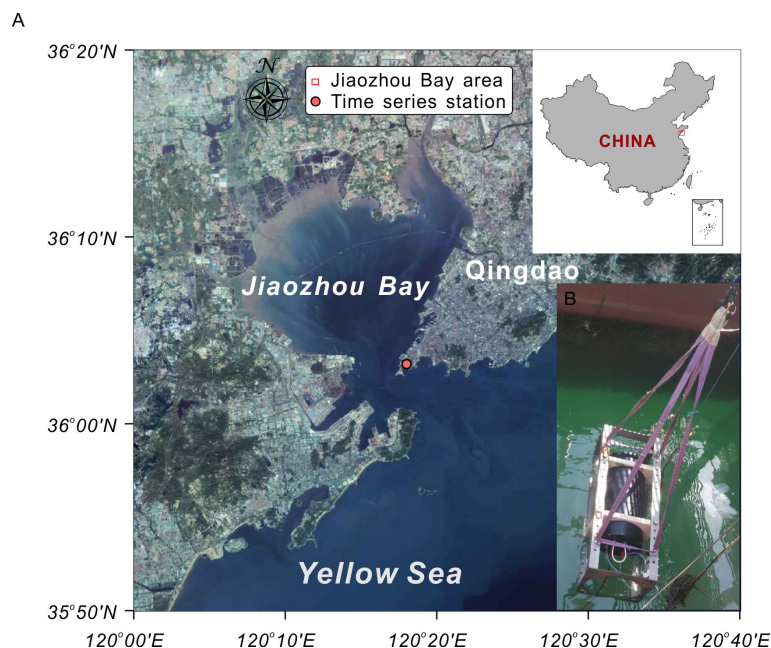 A
36°20'N
N
Jiaozhou Bay area
Time series station
CHINA
36°10'N
Qingdao
Jiaozhou Bay
B
36°00'N
Yellow Sea
35°50'N
120°00'E 120°10'E 120°20'E 120°30'E 120°40'E